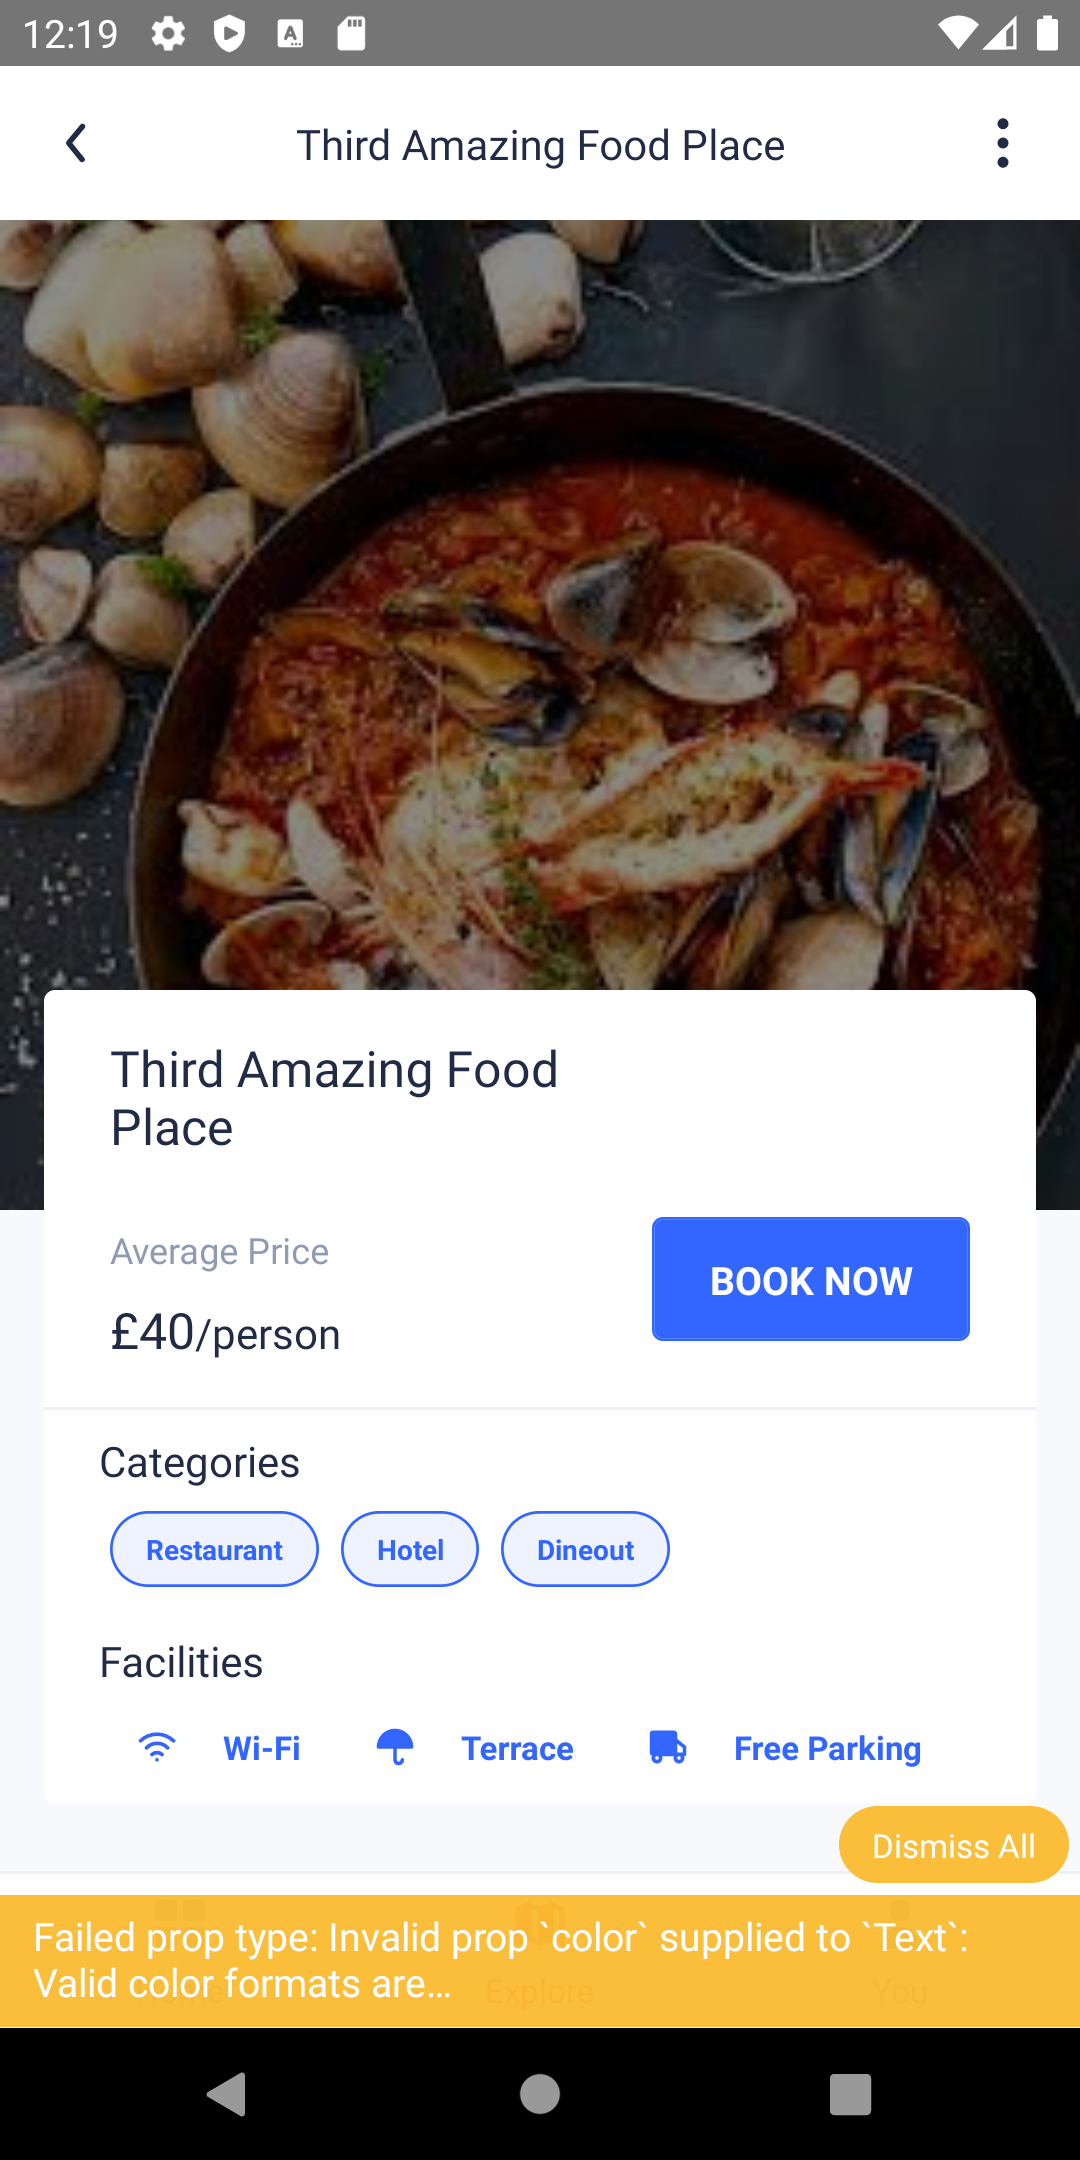 12:19
Third Amazing Food Place
Third Amazing Food
Place
Average Price
£40/person
BOOK NOW
Categories
Restaurant
Hotel
Dineout
Facilities
Wi-Fi
Terrace
Free Parking
Dismiss All
Failed prop type: Invalid prop `color` supplied to `Text`:
Valid color formats are…
Explore
You